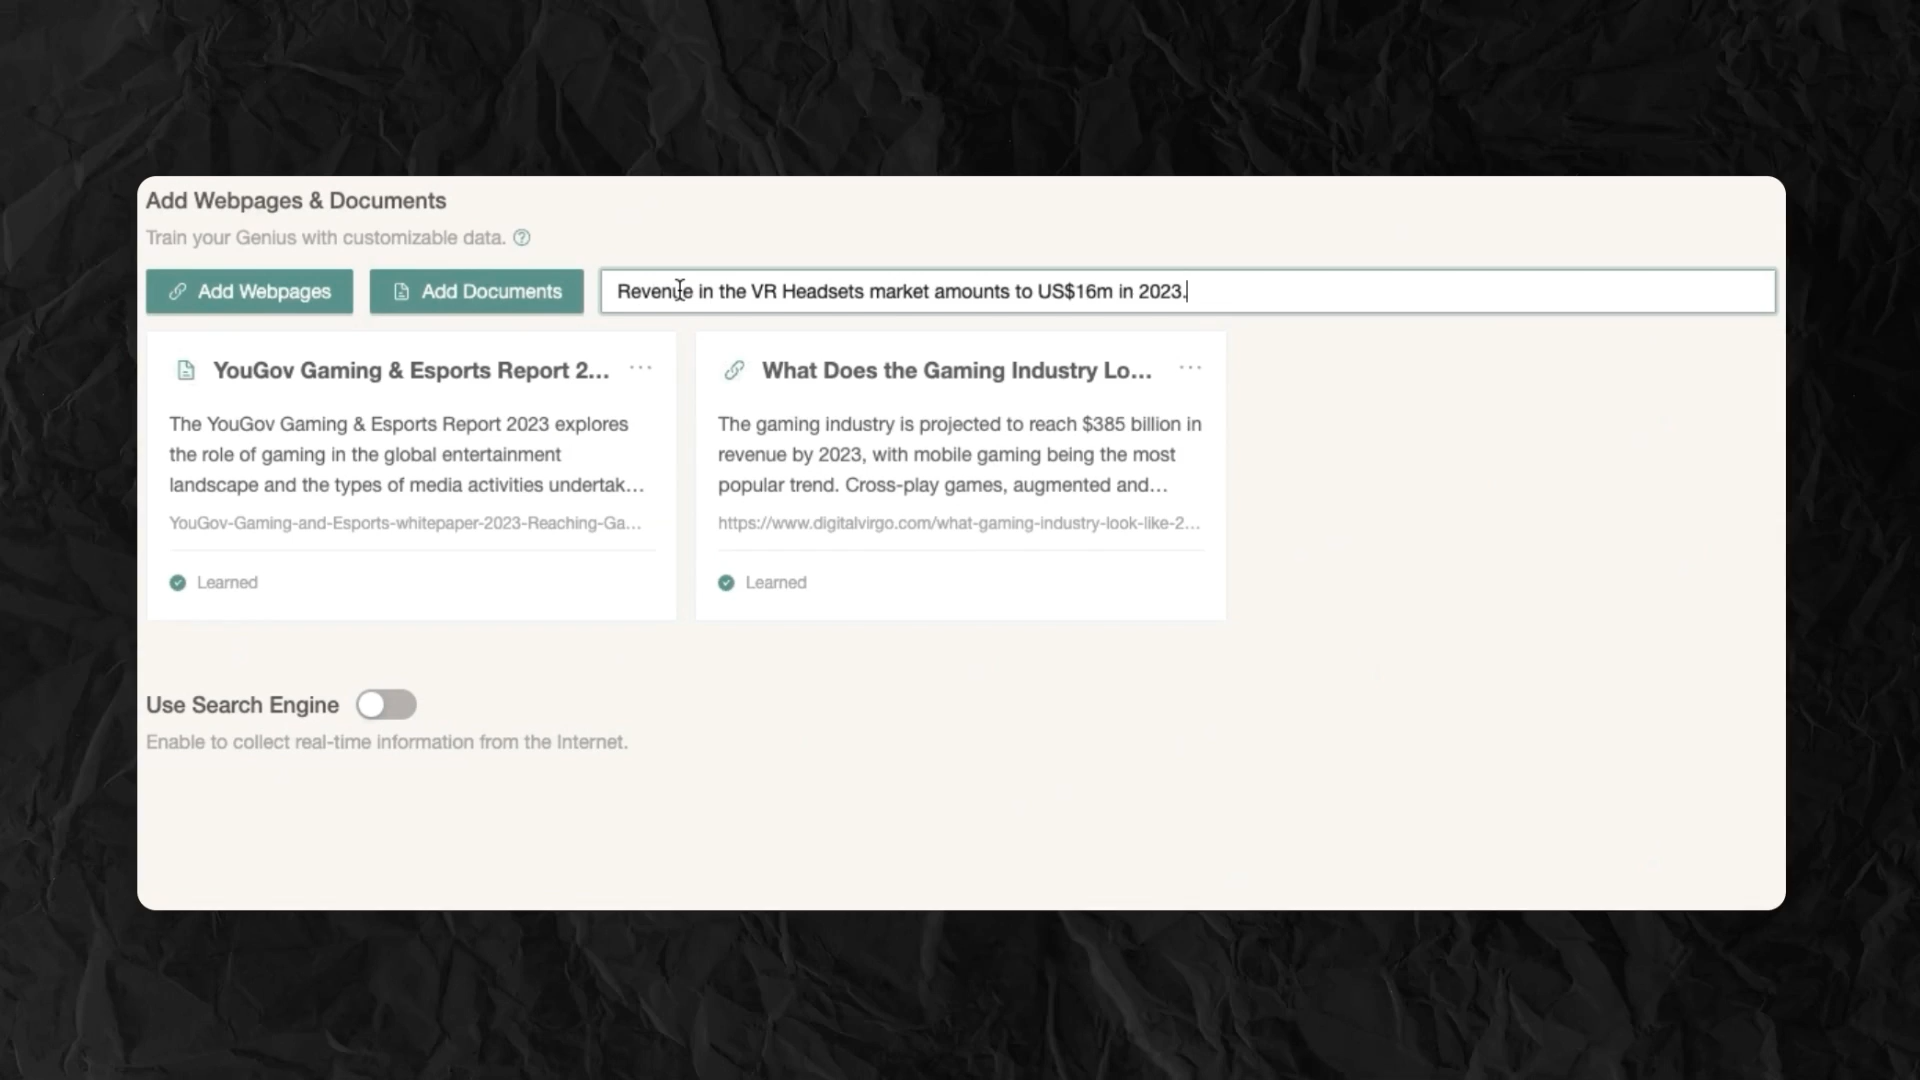 Add Webpages & Documents
Train your Genius with customizable data.
Add Webpages
Add Documents
Revenue in the VR Headsets market amounts to US$16m in 2023.
YouGov Gaming & Esports Report 2...
The YouGov Gaming & Esports Report 2023 explores
the role of gaming in the global entertainment
landscape and the types of media activities undertak...
YouGov-Gaming-and-Esports-whitepaper-2023-Reaching-Ga...
Learned
What Does the Gaming Industry Lo...
The gaming industry is projected to reach $385 billion in
revenue by 2023, with mobile gaming being the most
popular trend. Cross-play games, augmented and...
https://www.digitalvirgo.com/what-gaming-industry-look-like-2...
Learned
Use Search Engine
Enable to collect real-time information from the Internet.